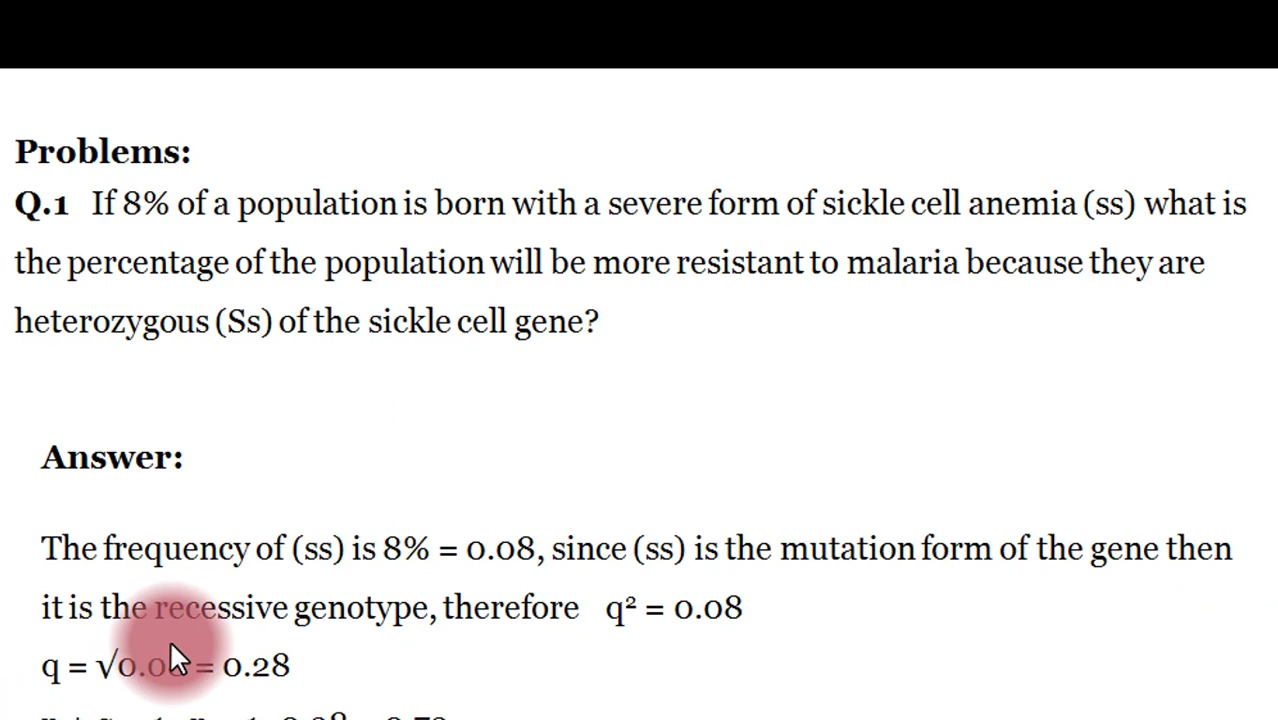 Problems:
Q.1 If 8% of a population is born with a severe form of sickle cell anemia (ss) what is
the percentage of the population will be more resistant to malaria because they are
heterozygous (Ss) of the sickle cell gene?
Answer:
The frequency of (ss) is 8% = 0.08, since (ss) is the mutation form of the gene then
it is the recessive genotype, therefore q² = 0.08
q = √0.08 = 0.28